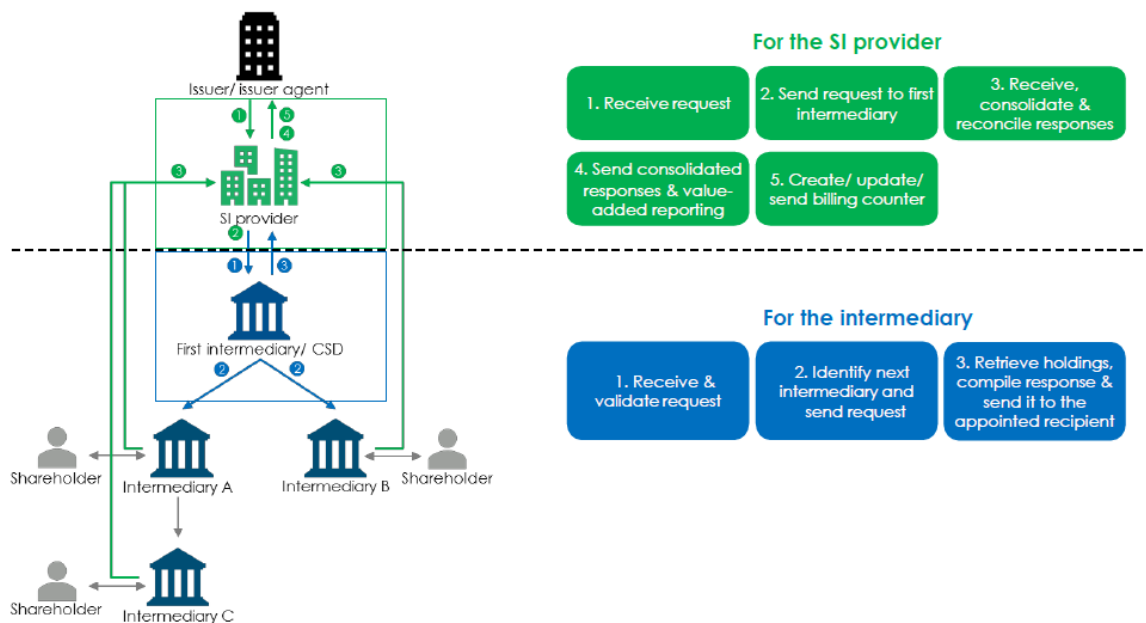 Issuer/ issuer agent
1
5
4
3
3
SI provider
2
1
3
First intermediary/ CSD
2
2
Shareholder
Intermediary A
Intermediary B
Shareholder
Shareholder
Intermediary C
For the SI provider
1. Receive request
2. Send request to first
intermediary
3. Receive,
consolidate &
reconcile responses
4. Send consolidated
responses & value-
added reporting
5. Create/ update/
send billing counter
For the intermediary
1. Receive &
validate request
2. Identify next
intermediary and
send request
3. Retrieve holdings,
compile response &
send it to the
appointed recipient